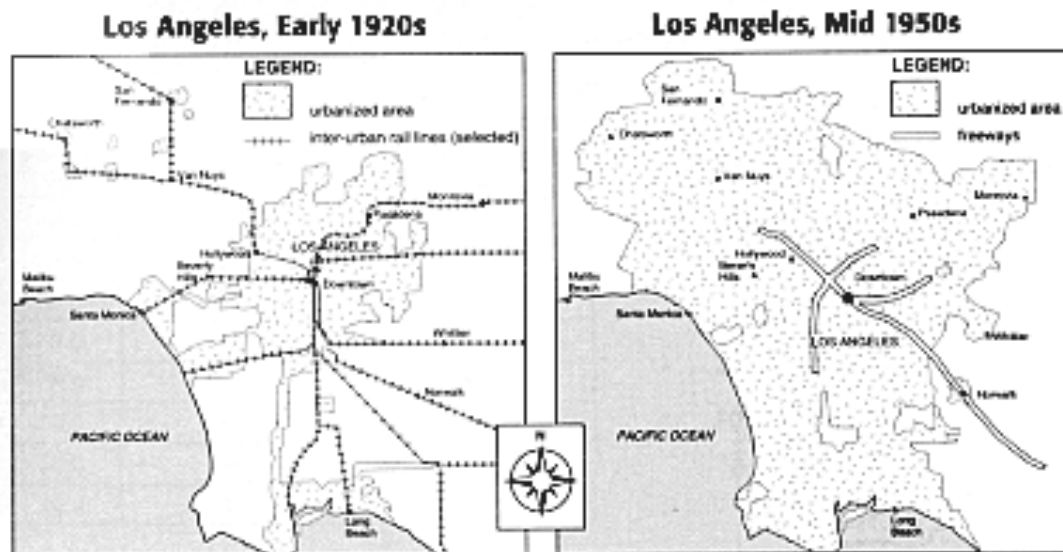 Los Angeles, Early 1920s
LEGEND:
urbanized area
inter-urban rail lines (selected)
San
Fernando
Chatsworth
Van Nuys
Monrovia
Pasadena
Hollywood
LOS ANGELES
Beverly
Hills
Malibu
Beach
Downtown
Santa Monica
Whittier
Norwalk
PACIFIC OCEAN
Long
Beach
N
Los Angeles, Mid 1950s
LEGEND:
urbanized area
freeways
San
Fernando
Chatsworth
Van Nuys
Monrovia
Pasadena
Hollywood
Beverly
Hills
Downtown
Malibu
Beach
Santa Monica
LOS ANGELES
Whittier
Norwalk
PACIFIC OCEAN
Long
Beach